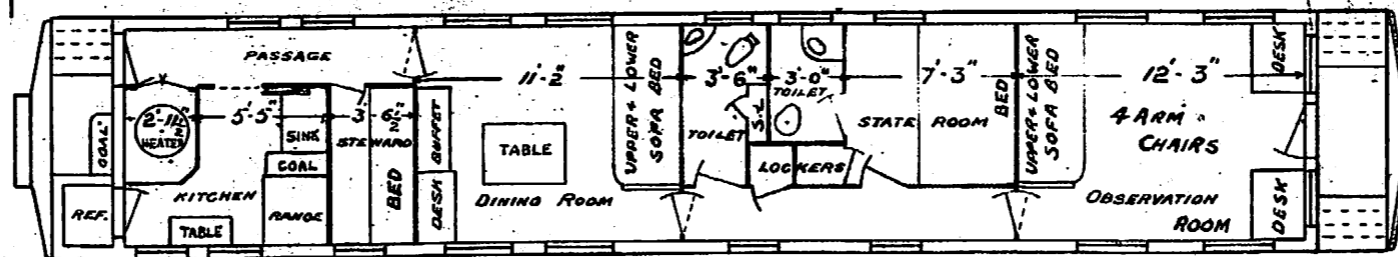 PASSAGE
COAL
2'-11½"
HEATER
5'-5½"
SINK
COAL
KITCHEN
REF.
TABLE
RANGE
3'-6½"
STEWARD
BED
BUFFET
DESK
11'-2"
TABLE
DINING ROOM
UPPER & LOWER
SOFA BED
3'-6"
TOILET
S.L.
3'-0"
TOILET
LOCKERS
7'-3"
STATE ROOM
BED
UPPER & LOWER
SOFA BED
12'-3"
4 ARM
CHAIRS
OBSERVATION
ROOM
DESK
DESK